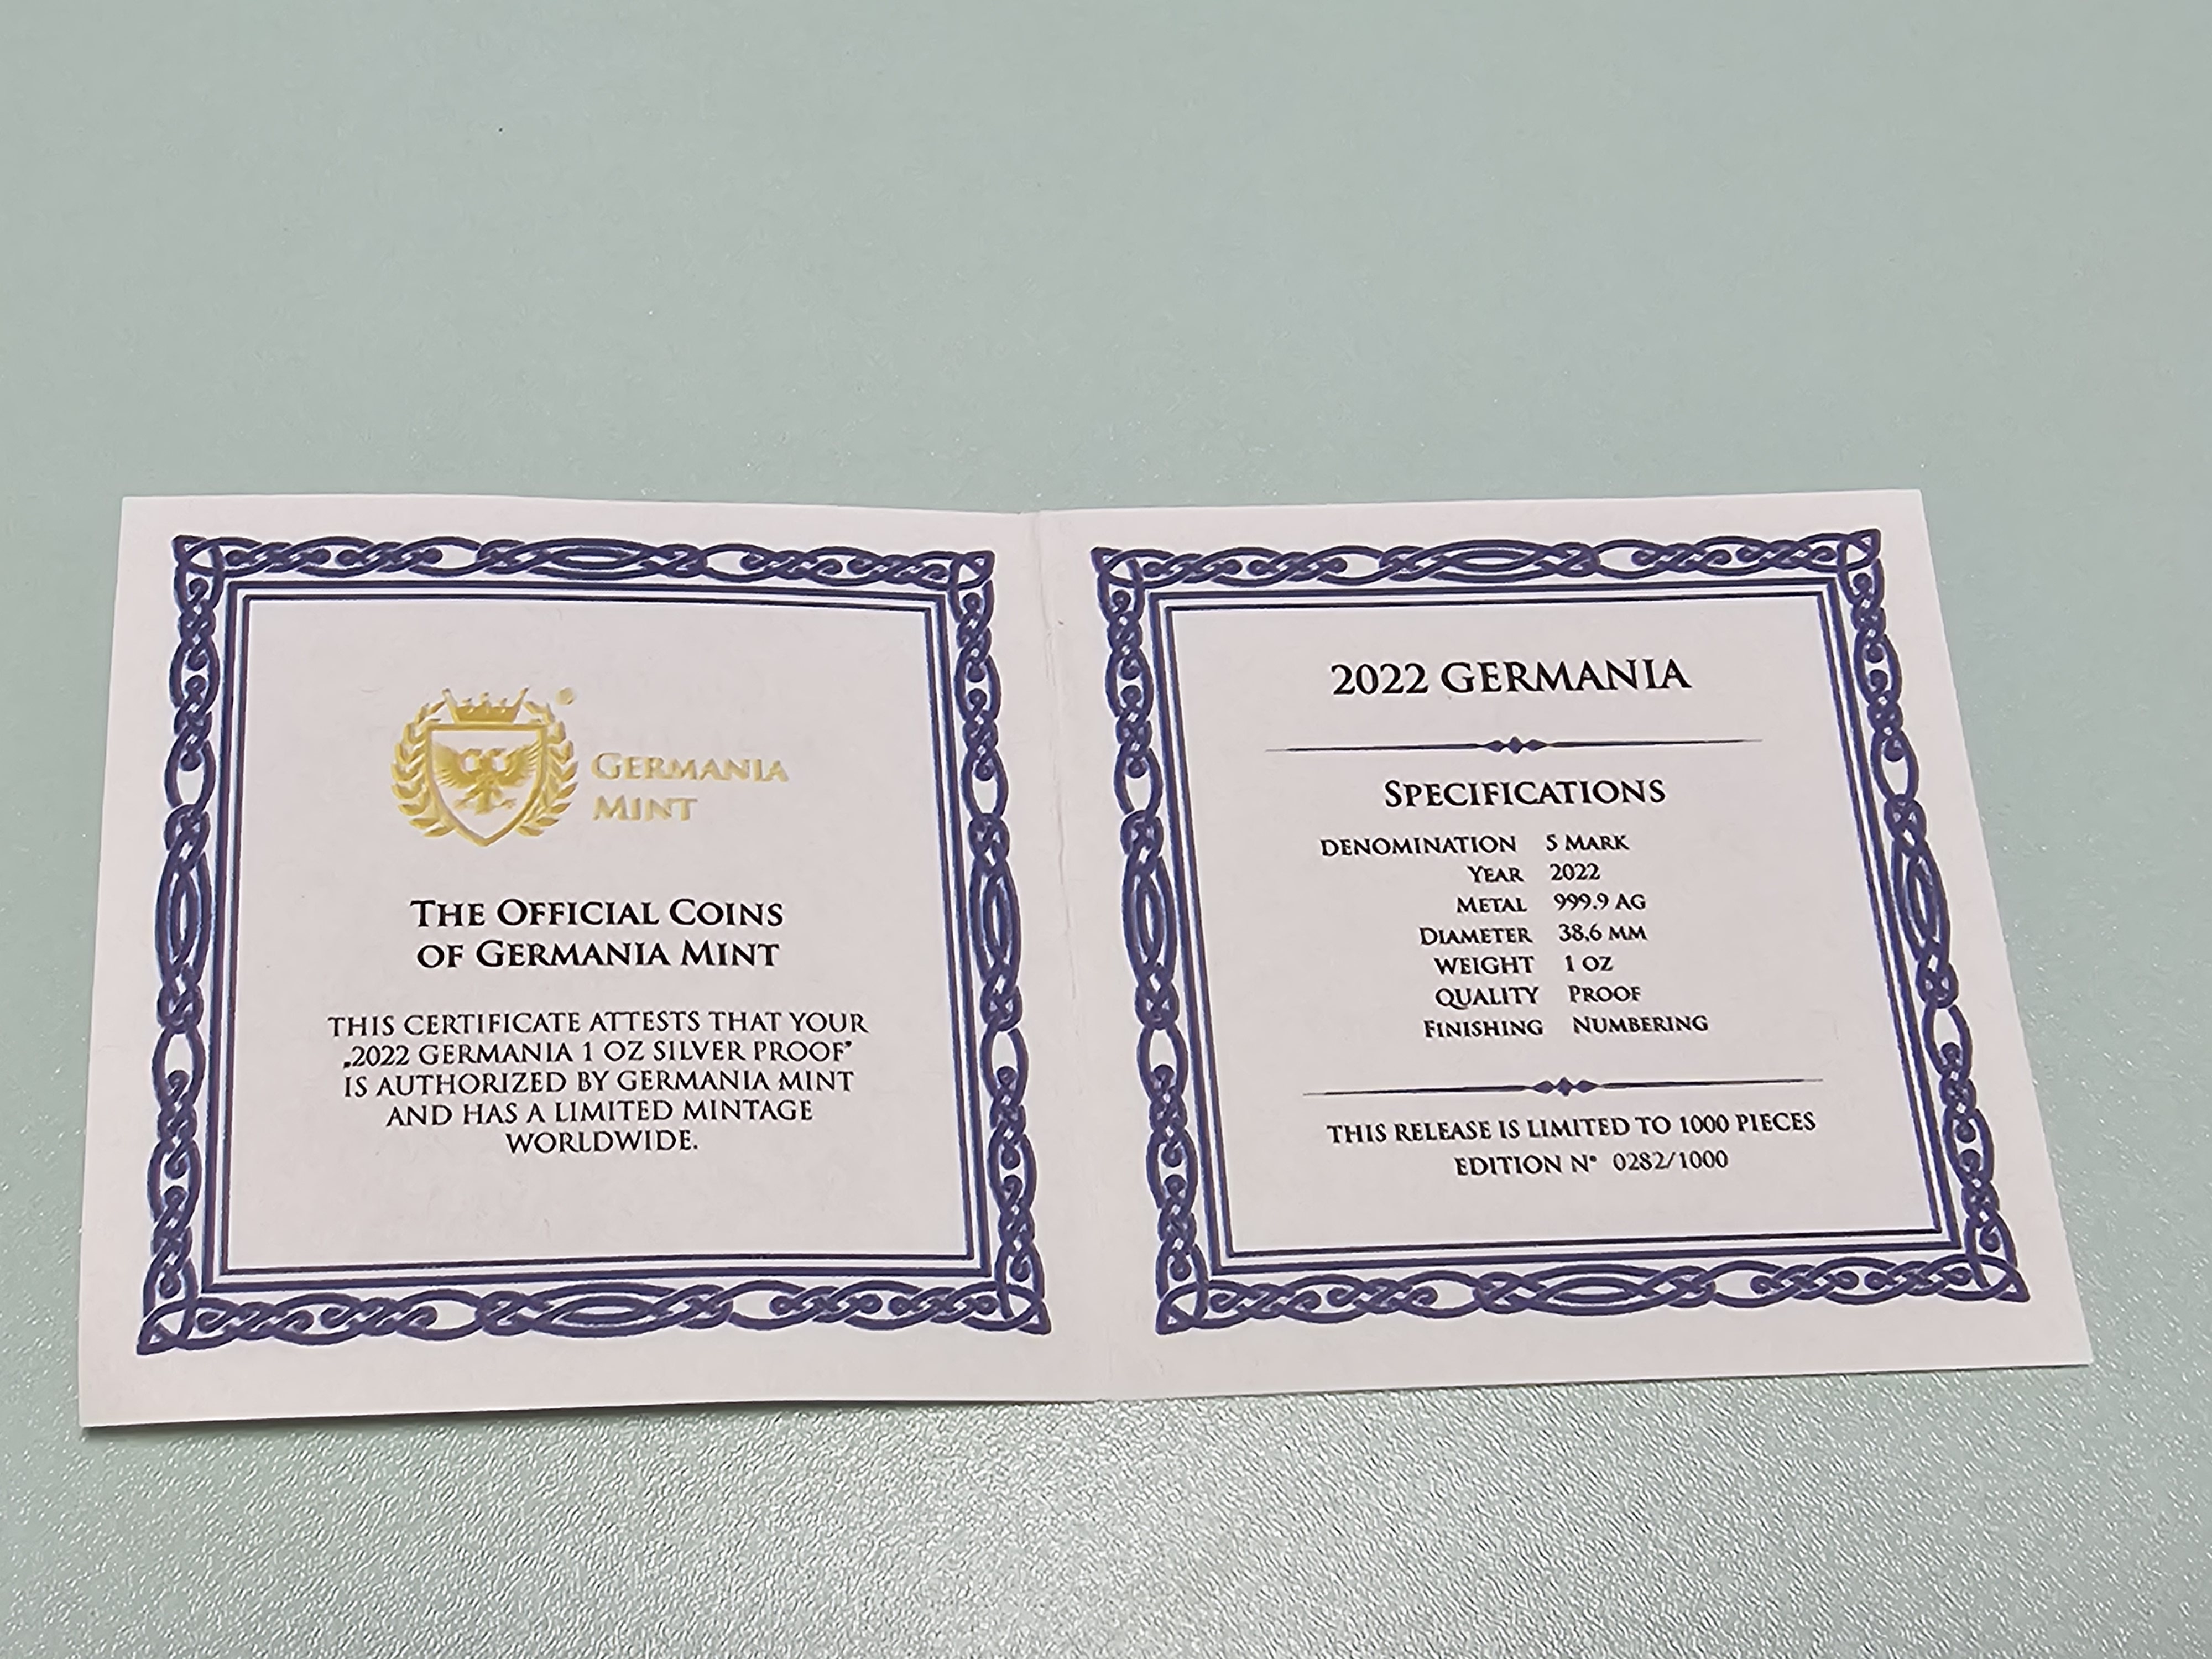 GERMANIA
MINT
THE OFFICIAL COINS
OF GERMANIA MINT
THIS CERTIFICATE ATTESTS THAT YOUR
„2022 GERMANIA 1 OZ SILVER PROOF"
IS AUTHORIZED BY GERMANIA MINT
AND HAS A LIMITED MINTAGE
WORLDWIDE.
2022 GERMANIA
SPECIFICATIONS
DENOMINATION 5 MARK
YEAR 2022
METAL 999.9 AG
DIAMETER 38,6 MM
WEIGHT 1 OZ
QUALITY PROOF
FINISHING NUMBERING
THIS RELEASE IS LIMITED TO 1000 PIECES
EDITION N° 0282/1000